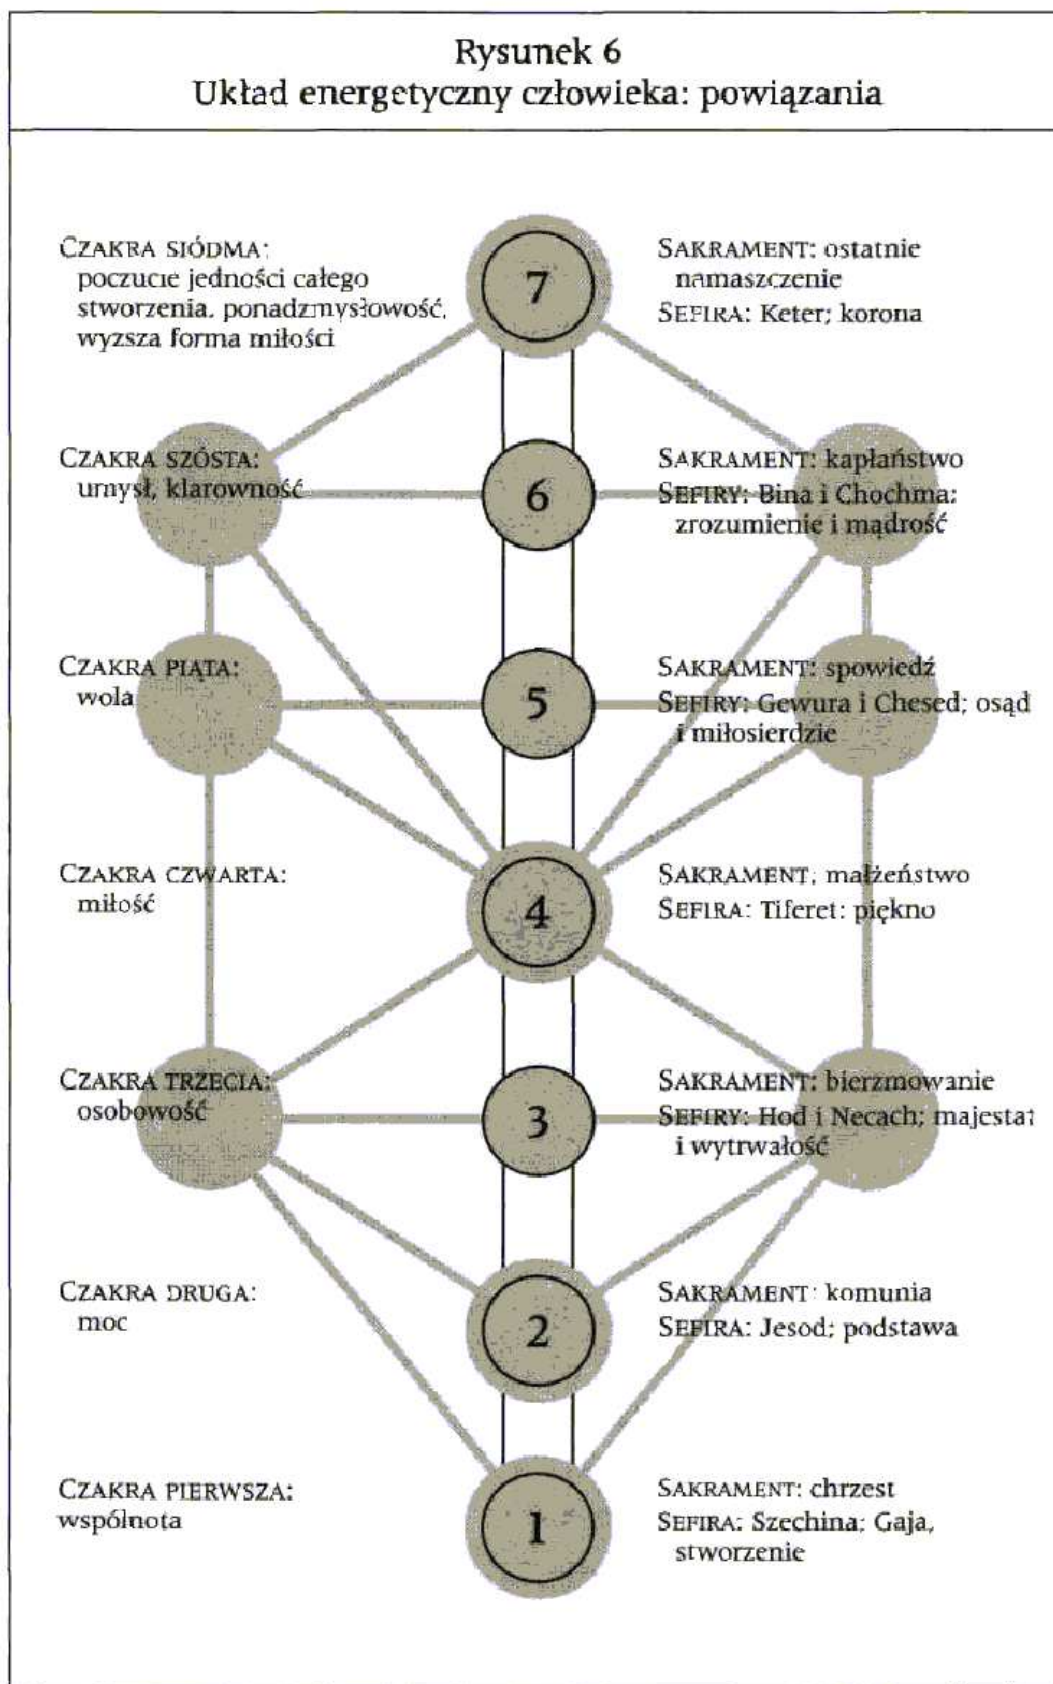 Rysunek 6
Układ energetyczny człowieka: powiązania
CZAKRA SIÓDMA:
poczucie jedności całego
stworzenia, ponadzmysłowość,
wyzsza forma miłości
7
SAKRAMENT: ostatnie
namaszczenie
SEFIRA: Keter; korona
CZAKRA SZÓSTA:
umysł, klarowność
6
SAKRAMENT: kapłaństwo
SEFIRY: Bina i Chochma;
zrozumienie i mądrość
CZAKRA PIĄTA:
wola
5
SAKRAMENT: spowiedź
SEFIRY: Gewura i Chesed; osąd
i miłosierdzie
CZAKRA CZWARTA:
miłość
4
SAKRAMENT: małżeństwo
SEFIRA: Tiferet: piękno
CZAKRA TRZECIA:
osobowość
3
SAKRAMENT: bierzmowanie
SEFIRY: Hod i Necach; majestat
i wytrwałość
CZAKRA DRUGA:
moc
2
SAKRAMENT: komunia
SEFIRA: Jesod; podstawa
CZAKRA PIERWSZA:
wspólnota
1
SAKRAMENT: chrzest
SEFIRA: Szechina; Gaja,
stworzenie